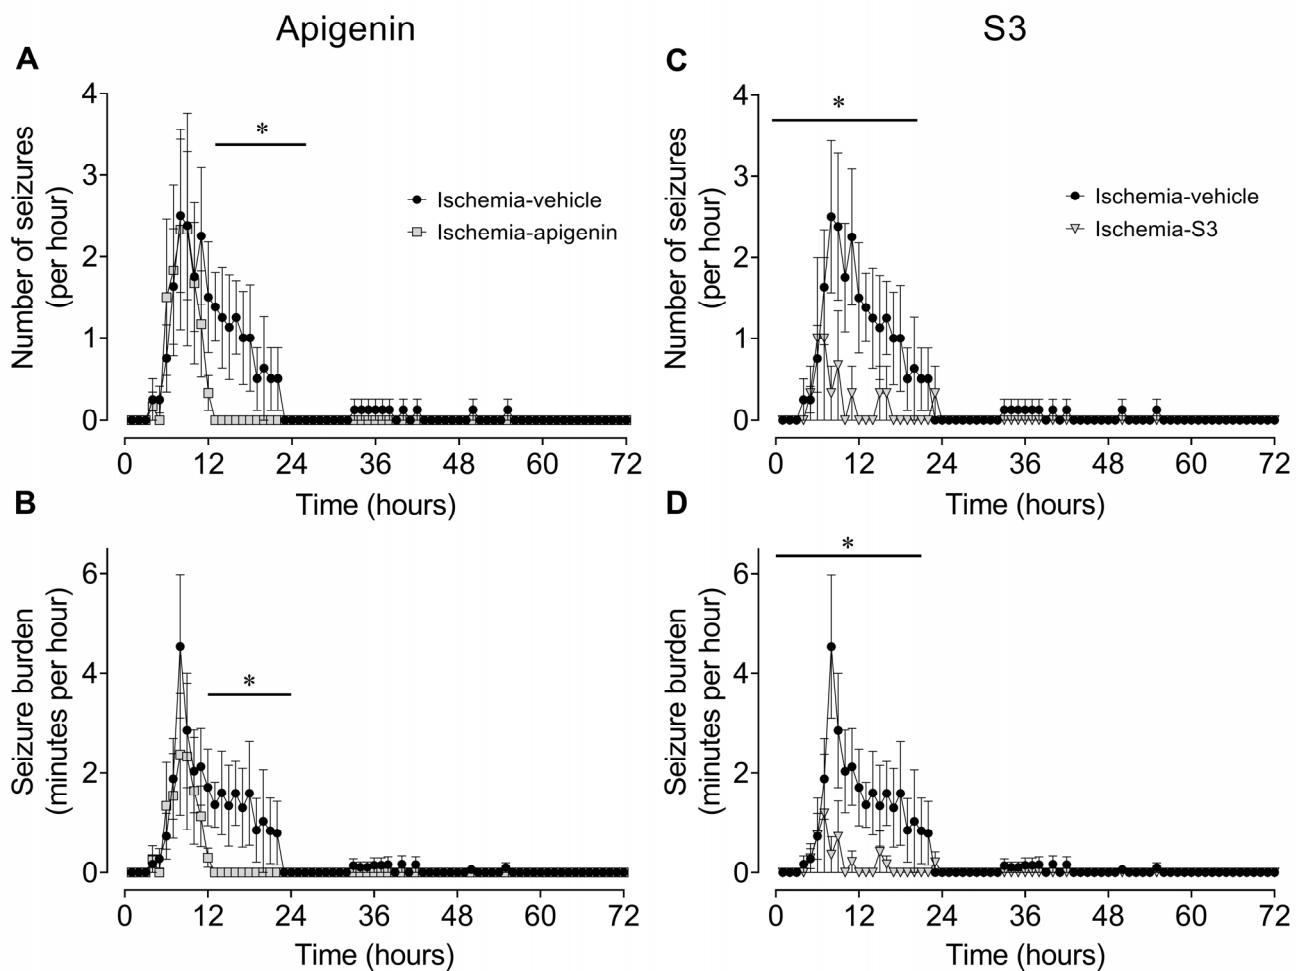 Apigenin
S3
A
Number of seizures
(per hour)
4
3
2
1
0
*
Ischemia-vehicle
Ischemia-apigenin
0 12 24 36 48 60 72
Time (hours)
C
Number of seizures
(per hour)
4
3
2
1
0
*
Ischemia-vehicle
Ischemia-S3
0 12 24 36 48 60 72
Time (hours)
B
Seizure burden
(minutes per hour)
6
4
2
0
*
0 12 24 36 48 60 72
Time (hours)
D
Seizure burden
(minutes per hour)
6
4
2
0
*
0 12 24 36 48 60 72
Time (hours)